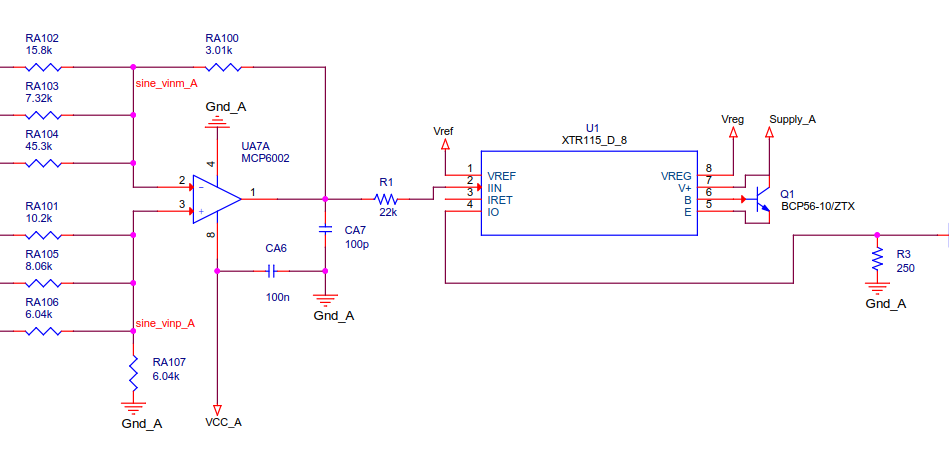 RA102
15.8k
RA100
3.01k
sine_vinm_A
RA103
7.32k
Gnd_A
RA104
45.3k
4
UA7A
MCP6002
2
-
3
+
1
8
RA101
10.2k
RA105
8.06k
RA106
6.04k
sine_vinp_A
RA107
6.04k
Gnd_A
CA6
100n
CA7
100p
Gnd_A
VCC_A
R1
22k
Vref
U1
XTR115_D_8
1
VREF
2
IIN
3
IRET
4
IO
8
VREG
7
V+
6
B
5
E
Vreg
Supply_A
Q1
BCP56-10/ZTX
R3
250
Gnd_A